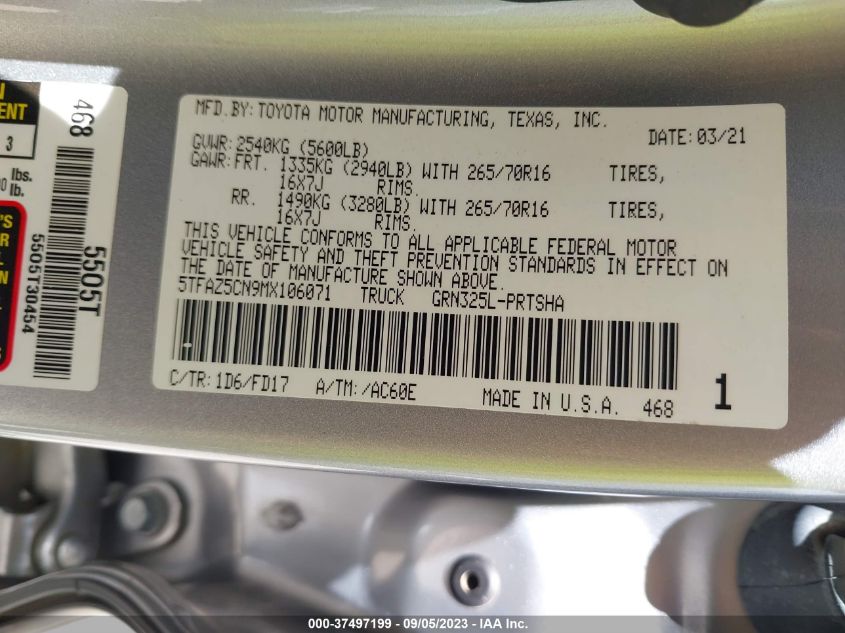 MFD.BY: TOYOTA MOTOR MANUFACTURING, TEXAS, INC.
DATE: 03/21
GVWR: 2540KG (5600LB)
GAWR: FRT. 1335KG (2940LB) WITH 265/70R16 TIRES,
16X7J RIMS.
RR. 1490KG (3280LB) WITH 265/70R16 TIRES,
16X7J RIMS.
THIS VEHICLE CONFORMS TO ALL APPLICABLE FEDERAL MOTOR
VEHICLE SAFETY AND THEFT PREVENTION STANDARDS IN EFFECT ON
THE DATE OF MANUFACTURE SHOWN ABOVE.
5TFAZ5CN9MX106071 TRUCK GRN325L-PRTSHA
C/TR: 1D6/FD17 A/TM: /AC60E MADE IN U.S.A. 468 1
468
5505T
5505T30454
3
lbs.
lb.
000-37497199 - 09/05/2023 - IAA Inc.